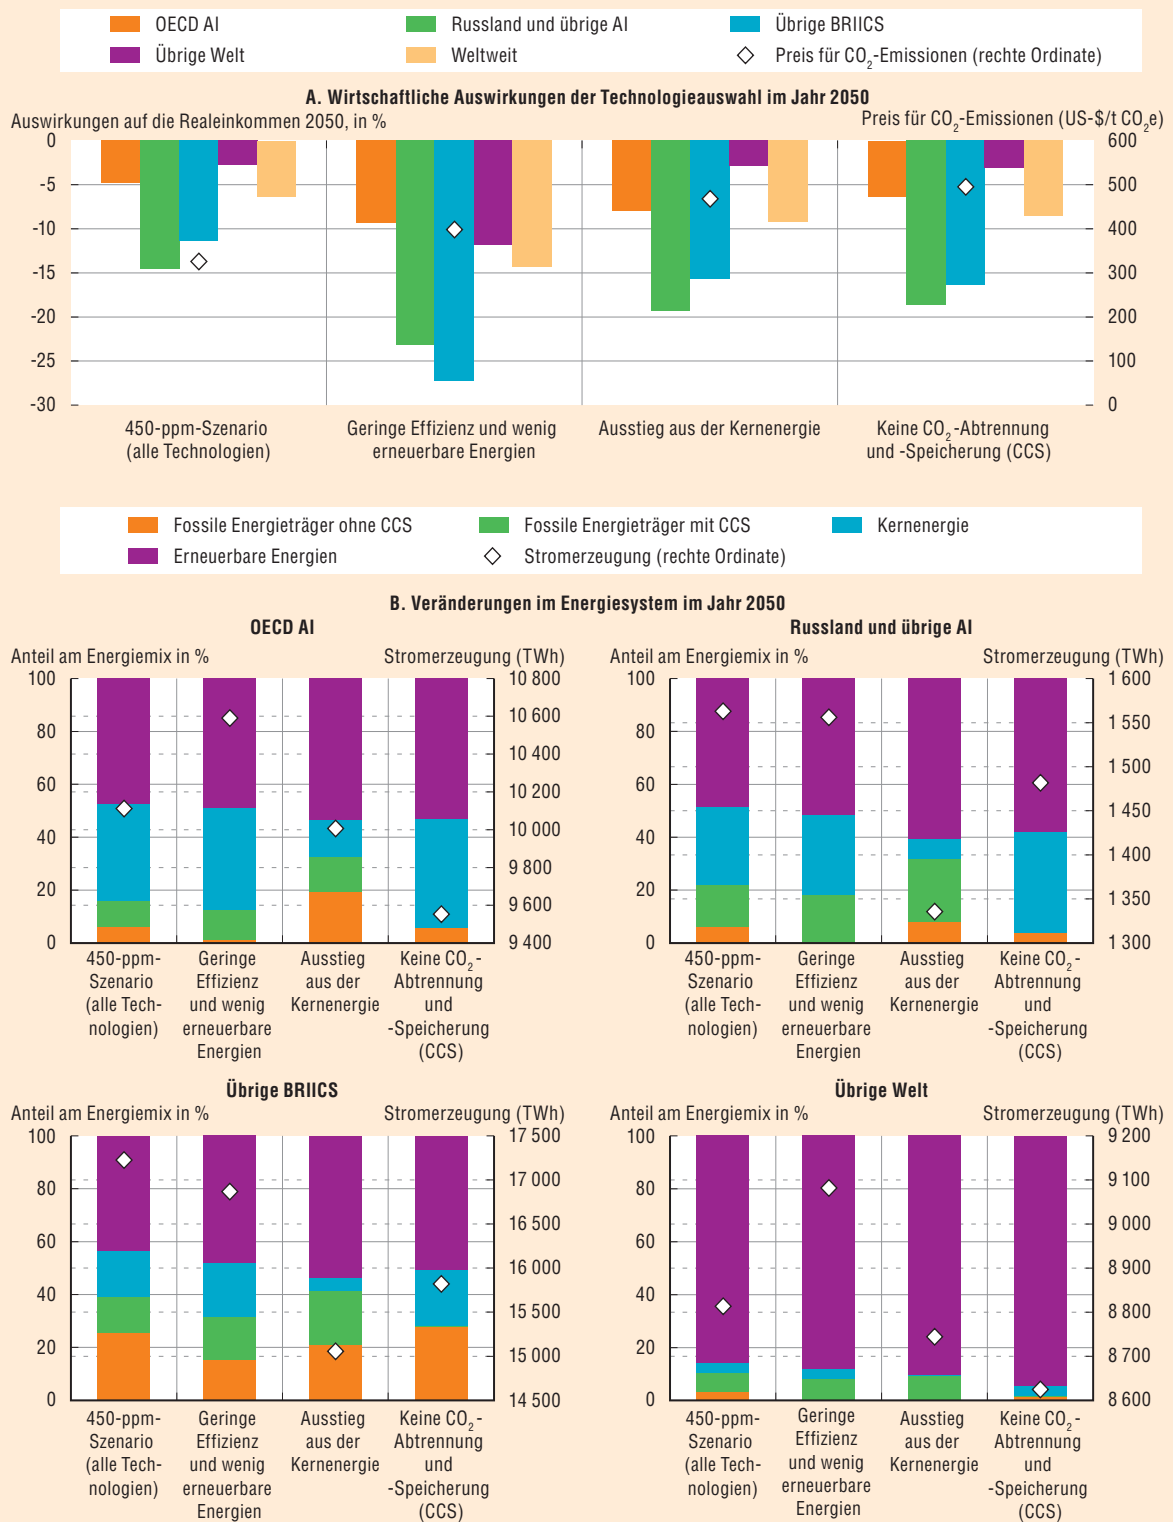 OECD AI
Russland und übrige AI
Übrige BRIICS
Übrige Welt
Weltweit
Preis für CO₂-Emissionen (rechte Ordinate)
A. Wirtschaftliche Auswirkungen der Technologieauswahl im Jahr 2050
Auswirkungen auf die Realeinkommen 2050, in %
Preis für CO₂-Emissionen (US-$/t CO₂e)
0
-5
-10
-15
-20
-25
-30
600
500
400
300
200
100
0
450-ppm-Szenario
(alle Technologien)
Geringe Effizienz und wenig
erneuerbare Energien
Ausstieg aus der Kernenergie
Keine CO₂-Abtrennung
und -Speicherung (CCS)
Fossile Energieträger ohne CCS
Fossile Energieträger mit CCS
Kernenergie
Erneuerbare Energien
Stromerzeugung (rechte Ordinate)
B. Veränderungen im Energiesystem im Jahr 2050
OECD AI
Anteil am Energiemix in %
Stromerzeugung (TWh)
100
80
60
40
20
0
10 800
10 600
10 400
10 200
10 000
9 800
9 600
9 400
450-ppm-
Szenario
(alle Tech-
nologien)
Geringe
Effizienz
und wenig
erneuerbare
Energien
Ausstieg
aus der
Kernenergie
Keine CO₂-
Abtrennung
und
-Speicherung
(CCS)
Russland und übrige AI
Anteil am Energiemix in %
Stromerzeugung (TWh)
100
80
60
40
20
0
1 600
1 550
1 500
1 450
1 400
1 350
1 300
450-ppm-
Szenario
(alle Tech-
nologien)
Geringe
Effizienz
und wenig
erneuerbare
Energien
Ausstieg
aus der
Kernenergie
Keine CO₂-
Abtrennung
und
-Speicherung
(CCS)
Übrige BRIICS
Anteil am Energiemix in %
Stromerzeugung (TWh)
100
80
60
40
20
0
17 500
17 000
16 500
16 000
15 500
15 000
14 500
450-ppm-
Szenario
(alle Tech-
nologien)
Geringe
Effizienz
und wenig
erneuerbare
Energien
Ausstieg
aus der
Kernenergie
Keine CO₂-
Abtrennung
und
-Speicherung
(CCS)
Übrige Welt
Anteil am Energiemix in %
Stromerzeugung (TWh)
100
80
60
40
20
0
9 200
9 100
9 000
8 900
8 800
8 700
8 600
450-ppm-
Szenario
(alle Tech-
nologien)
Geringe
Effizienz
und wenig
erneuerbare
Energien
Ausstieg
aus der
Kernenergie
Keine CO₂-
Abtrennung
und
-Speicherung
(CCS)